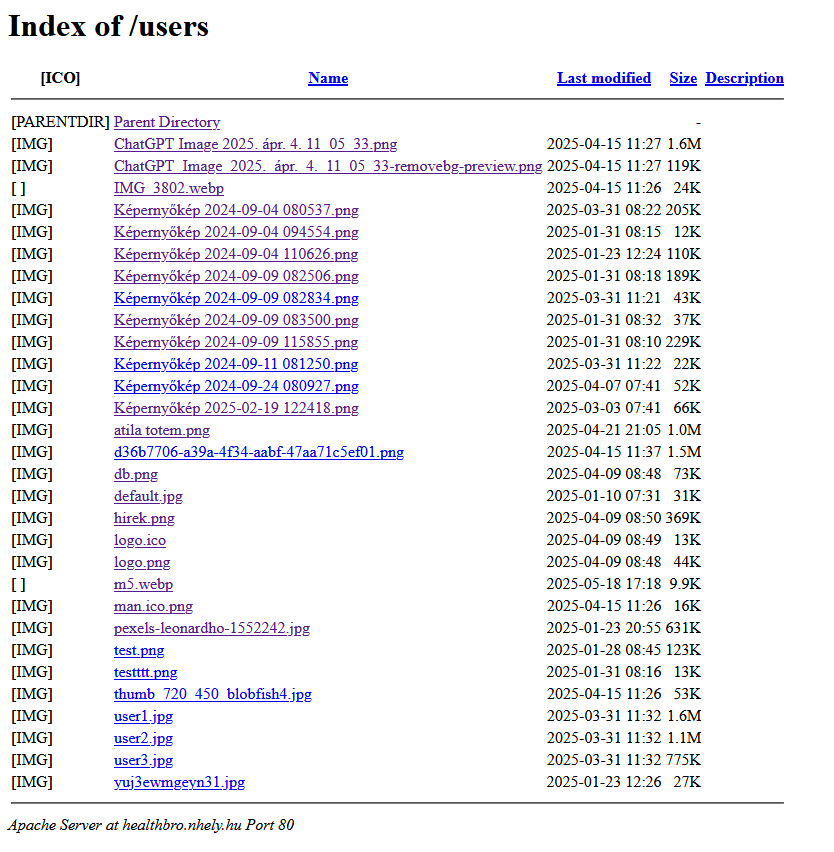 Index of /users
[ICO] Name Last modified Size Description
[PARENTDIR] Parent Directory -
[IMG] ChatGPT Image 2025. ápr. 4. 11_05_33.png 2025-04-15 11:27 1.6M
[IMG] ChatGPT_Image_2025._ápr._4._11_05_33-removebg-preview.png 2025-04-15 11:27 119K
[ ] IMG_3802.webp 2025-04-15 11:26 24K
[IMG] Képernyőkép 2024-09-04 080537.png 2025-03-31 08:22 205K
[IMG] Képernyőkép 2024-09-04 094554.png 2025-01-31 08:15 12K
[IMG] Képernyőkép 2024-09-04 110626.png 2025-01-23 12:24 110K
[IMG] Képernyőkép 2024-09-09 082506.png 2025-01-31 08:18 189K
[IMG] Képernyőkép 2024-09-09 082834.png 2025-03-31 11:21 43K
[IMG] Képernyőkép 2024-09-09 083500.png 2025-01-31 08:32 37K
[IMG] Képernyőkép 2024-09-09 115855.png 2025-01-31 08:10 229K
[IMG] Képernyőkép 2024-09-11 081250.png 2025-03-31 11:22 22K
[IMG] Képernyőkép 2024-09-24 080927.png 2025-04-07 07:41 52K
[IMG] Képernyőkép 2025-02-19 122418.png 2025-03-03 07:41 66K
[IMG] atila totem.png 2025-04-21 21:05 1.0M
[IMG] d36b7706-a39a-4f34-aabf-47aa71c5ef01.png 2025-04-15 11:37 1.5M
[IMG] db.png 2025-04-09 08:48 73K
[IMG] default.jpg 2025-01-10 07:31 31K
[IMG] hirek.png 2025-04-09 08:50 369K
[IMG] logo.ico 2025-04-09 08:49 13K
[IMG] logo.png 2025-04-09 08:48 44K
[ ] m5.webp 2025-05-18 17:18 9.9K
[IMG] man.ico.png 2025-04-15 11:26 16K
[IMG] pexels-leonardho-1552242.jpg 2025-01-23 20:55 631K
[IMG] test.png 2025-01-28 08:45 123K
[IMG] testttt.png 2025-01-31 08:16 13K
[IMG] thumb_720_450_blobfish4.jpg 2025-04-15 11:26 53K
[IMG] user1.jpg 2025-03-31 11:32 1.6M
[IMG] user2.jpg 2025-03-31 11:32 1.1M
[IMG] user3.jpg 2025-03-31 11:32 775K
[IMG] yuj3ewmgeyn31.jpg 2025-01-23 12:26 27K
Apache Server at healthbro.nhely.hu Port 80